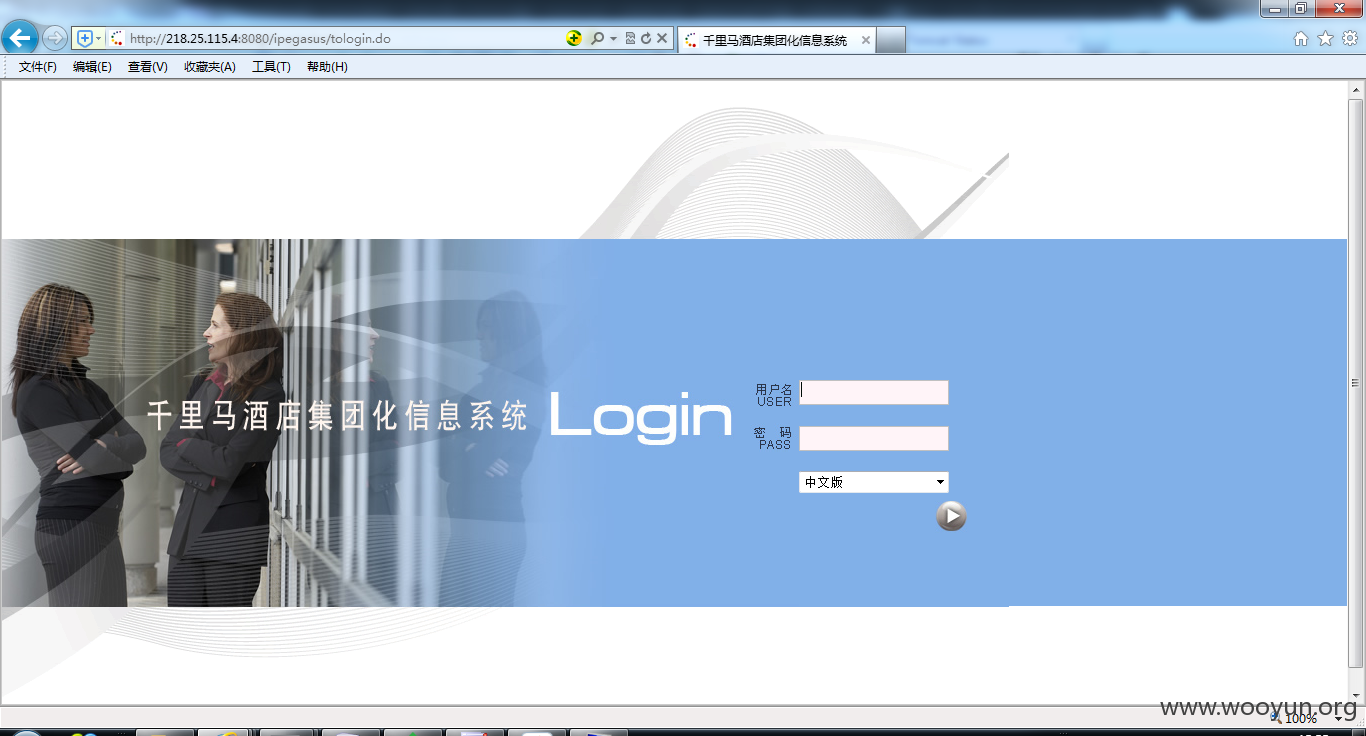 http://218.25.115.4:8080/ipegasus/tologin.do
千里马酒店集团化信息系统
文件(F) 编辑(E) 查看(V) 收藏夹(A) 工具(T) 帮助(H)
千里马酒店集团化信息系统
Login
用户名
USER
密 码
PASS
中文版
www.wooyun.org
100%